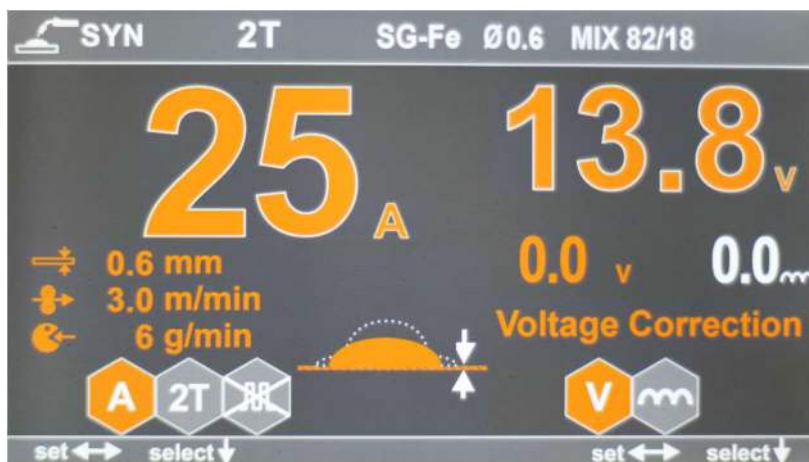 SYN 2T SG-Fe Ø0.6 MIX 82/18
25 A 13.8 V
0.6 mm 0.0 V 0.0
3.0 m/min
6 g/min Voltage Correction
A 2T V
set select set select